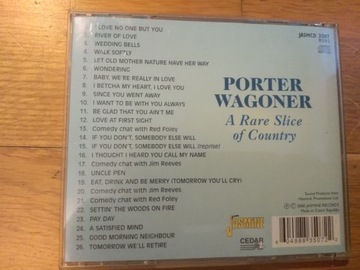 JASMCD 3507
I LOVE NO ONE BUT YOU
RIVER OF LOVE
3 WEDDING BELLS
4 WALK SOFTLY
5 LET OLD MOTHER NATURE HAVE HER WAY
6 WONDERING
7 BABY, WE'RE REALLY IN LOVE
8 I BETCHA MY HEART, I LOVE YOU
9 SINCE YOU WENT AWAY
10 I WANT TO BE WITH YOU ALWAYS
11 BE GLAD THAT YOU AIN'T ME
12 LOVE AT FIRST SIGHT
13 Comedy chat with Red Foley
14 IF YOU DON'T, SOMEBODY ELSE WILL
15 IF YOU DON'T, SOMEBODY ELSE WILL (reprise)
16 I THOUGHT I HEARD YOU CALL MY NAME
17 Comedy chat with Jim Reeves
18 UNCLE PEN
19 EAT, DRINK AND BE MERRY (TOMORROW YOU'LL CRY)
20 Comedy chat with Jim Reeves
21 Comedy chat with Red Foley
22 SETTIN' THE WOODS ON FIRE
23 PAY DAY
24 A SATISFIED MIND
25 GOOD MORNING NEIGHBOUR
26 TOMORROW WE'LL RETIRE
PORTER
WAGONER
A Rare Slice
of Country
JASMINE
CEDAR